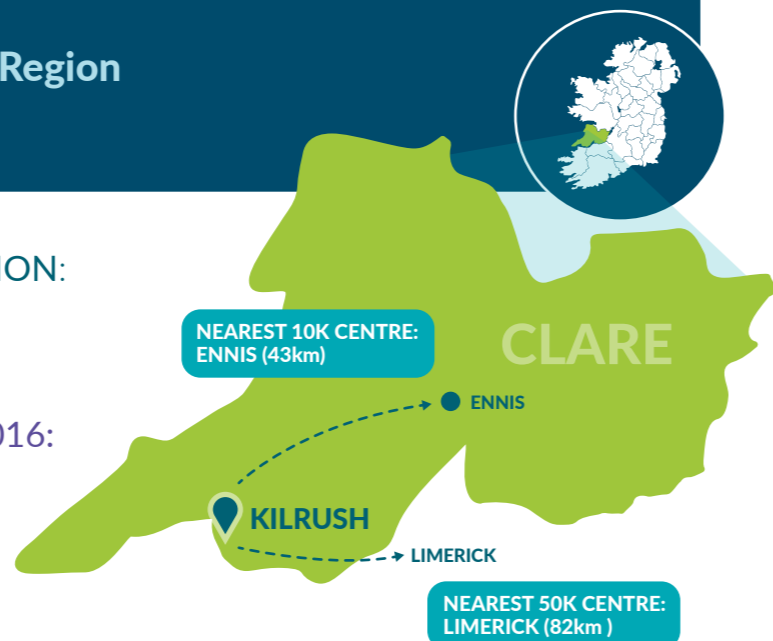 Region
ION:
NEAREST 10K CENTRE:
ENNIS (43km)
CLARE
ENNIS
016:
KILRUSH
LIMERICK
NEAREST 50K CENTRE:
LIMERICK (82km )